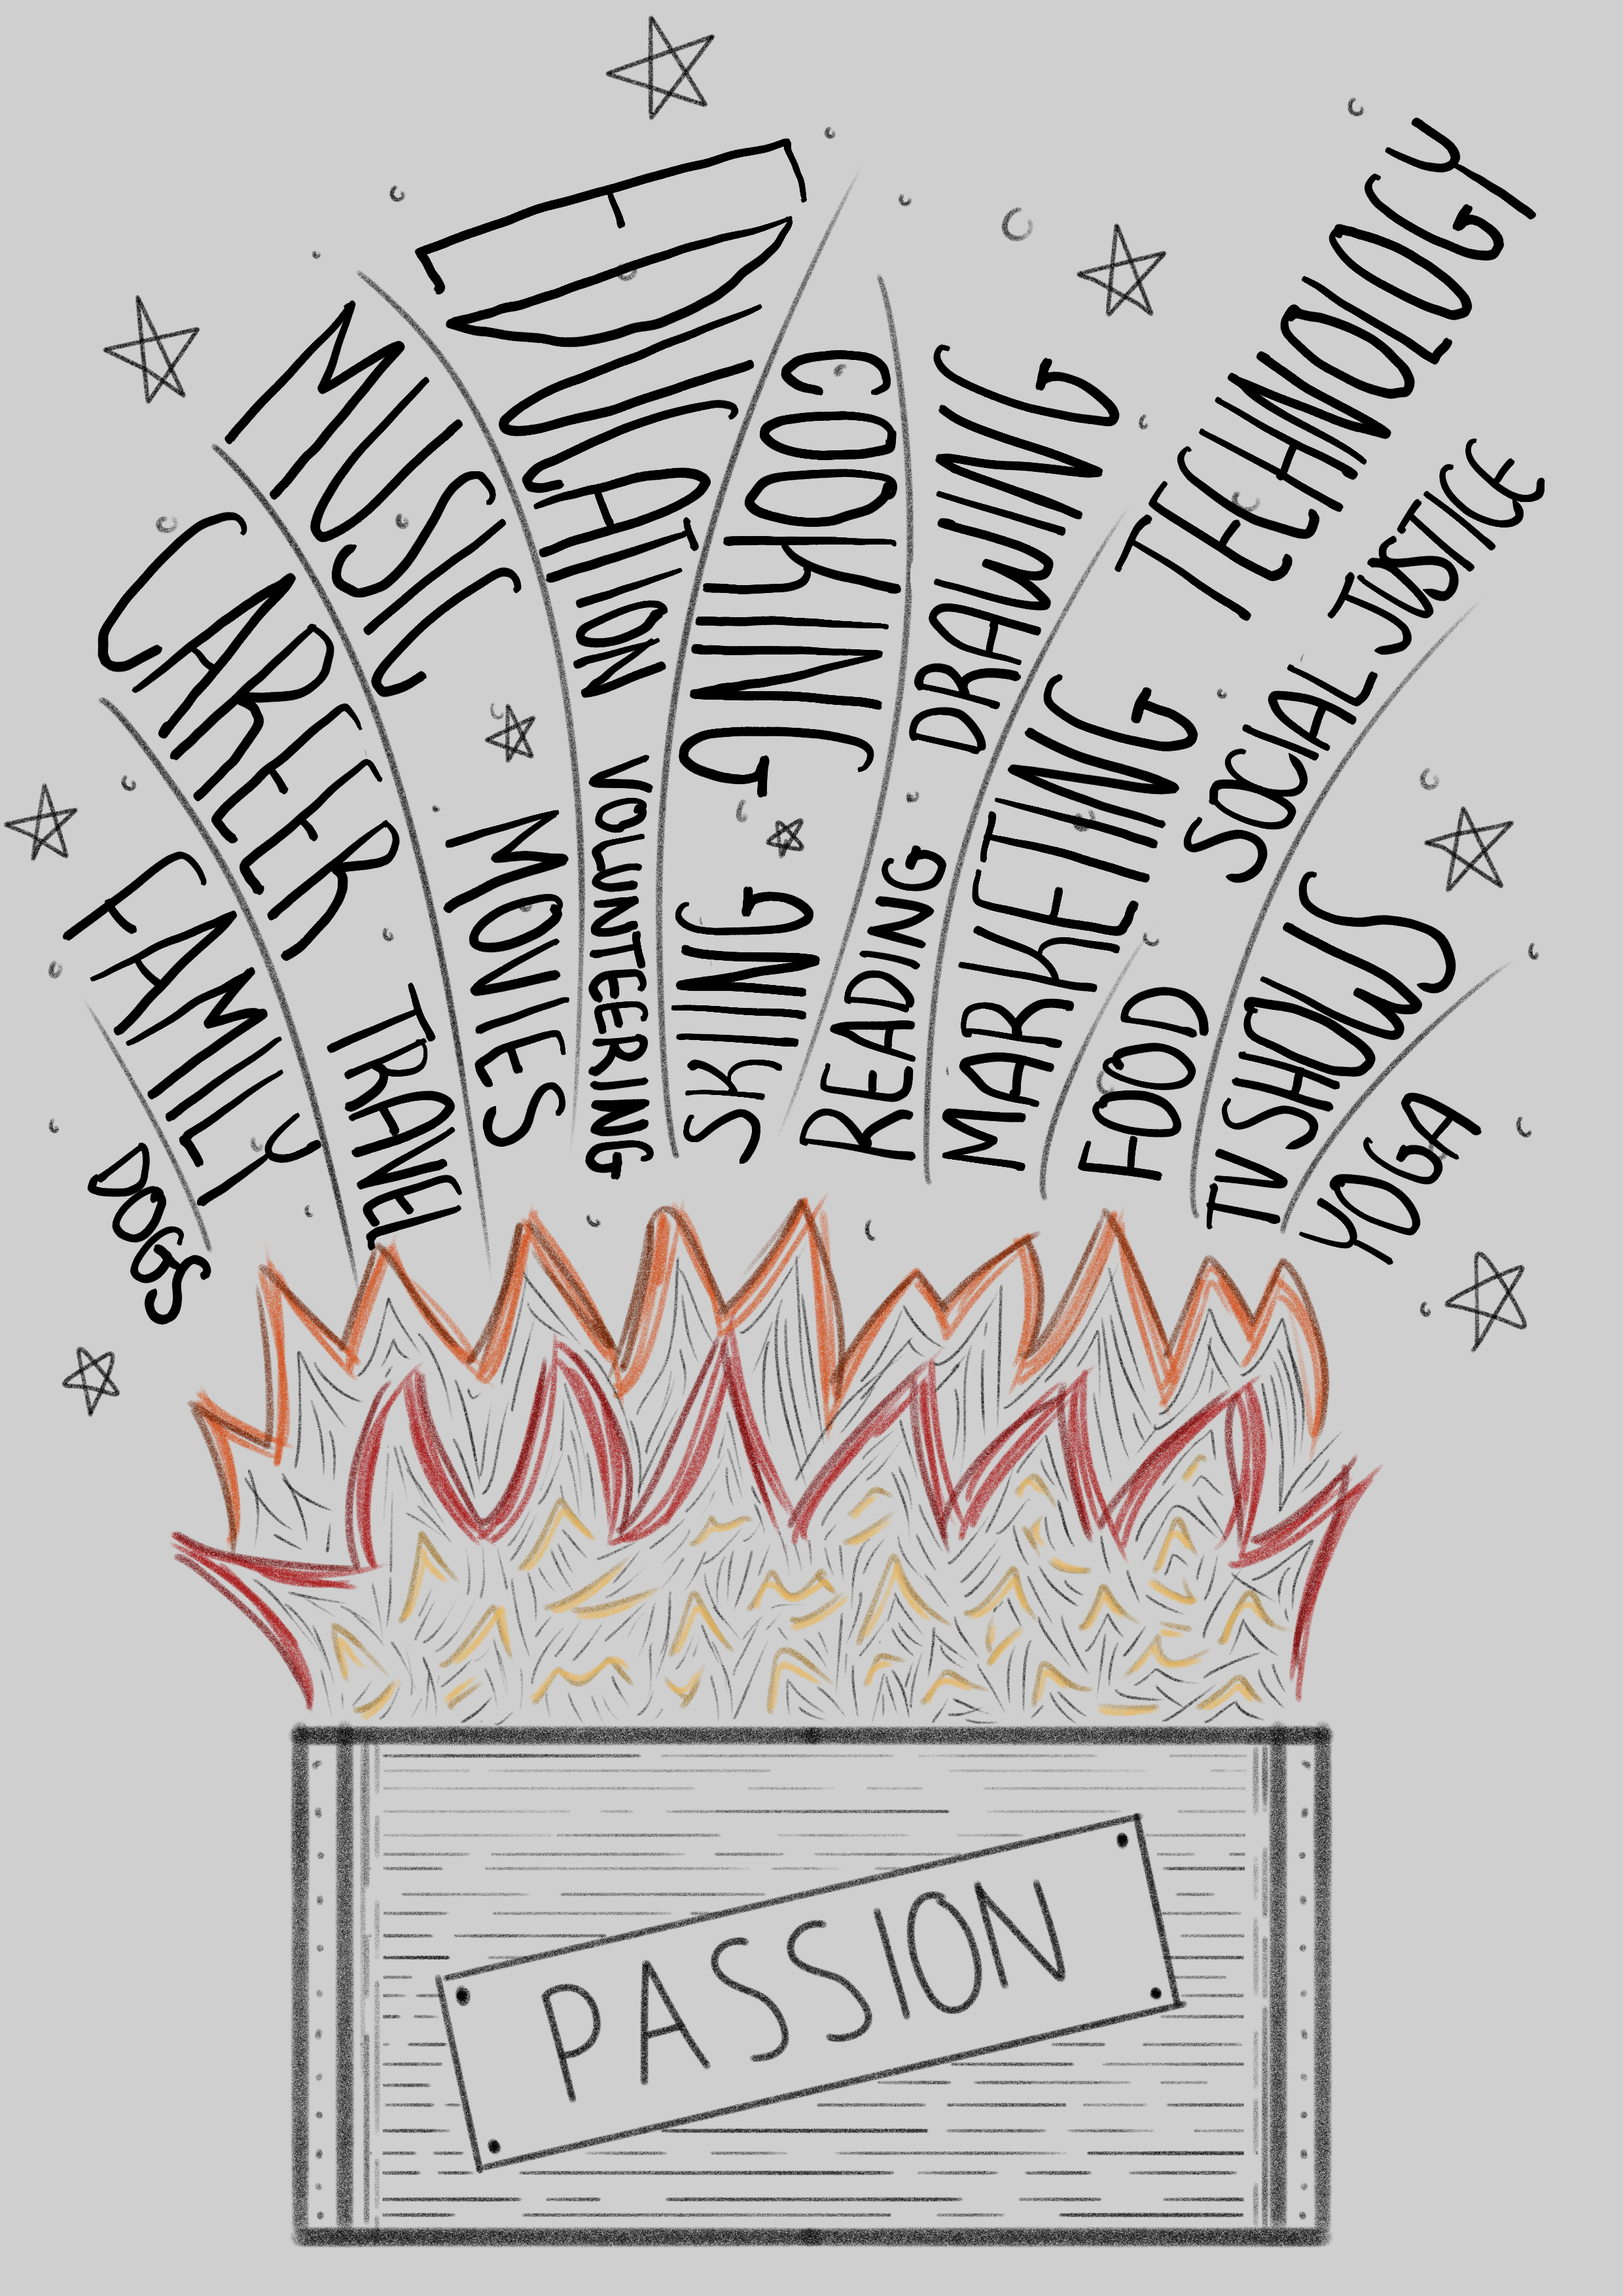 DOGS
FAMILY
CAREER
TRAVEL
MUSIC
MOVIES
EDUCATION
VOLUNTEERING
COOKING
SKIING
DRAWING
READING
TECHNOLOGY
MARKETING
SOCIAL JUSTICE
FOOD
TV SHOWS
YOGA
PASSION